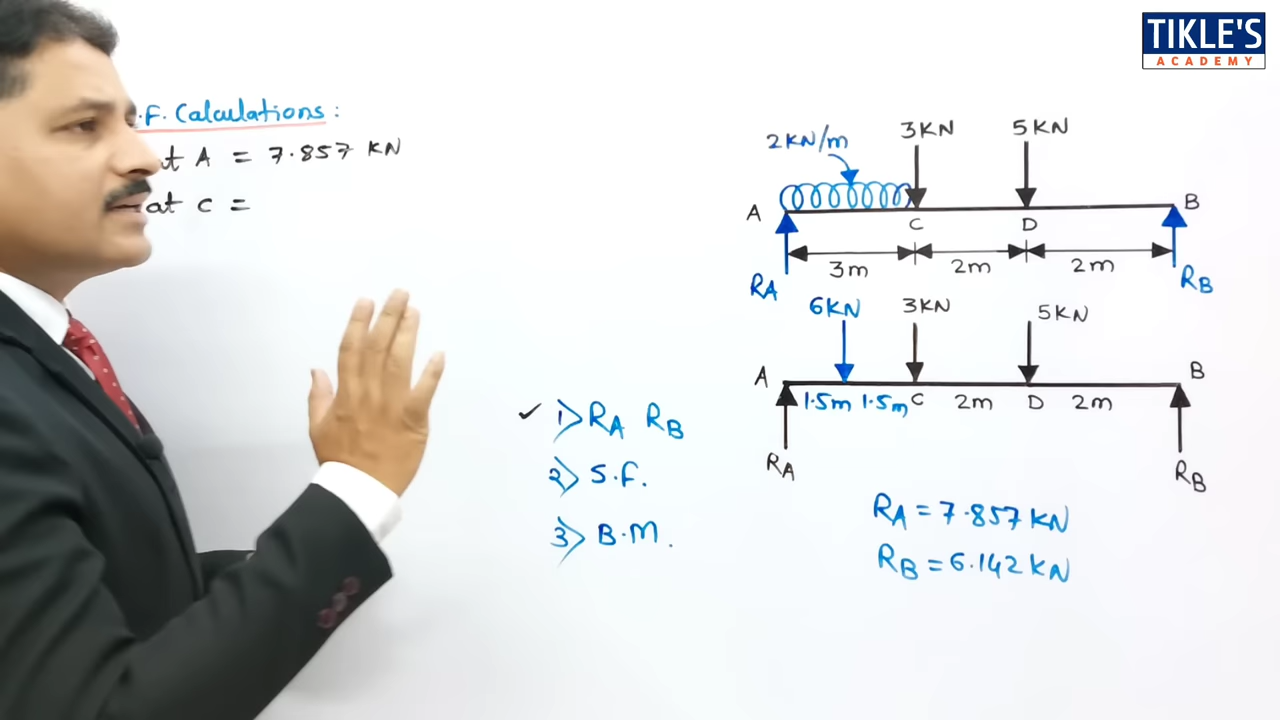 TIKLE'S
ACADEMY
.F. Calculations :
at A = 7.857 KN
at C =
2KN/m
3KN
5KN
A
C
D
B
3m
2m
2m
RA
RB
6KN
3KN
5KN
A
1.5m
1.5m
C
2m
D
2m
B
RA
RB
✓ 1> RA RB
2> S.F.
3> B.M.
RA = 7.857 KN
RB = 6.142 KN